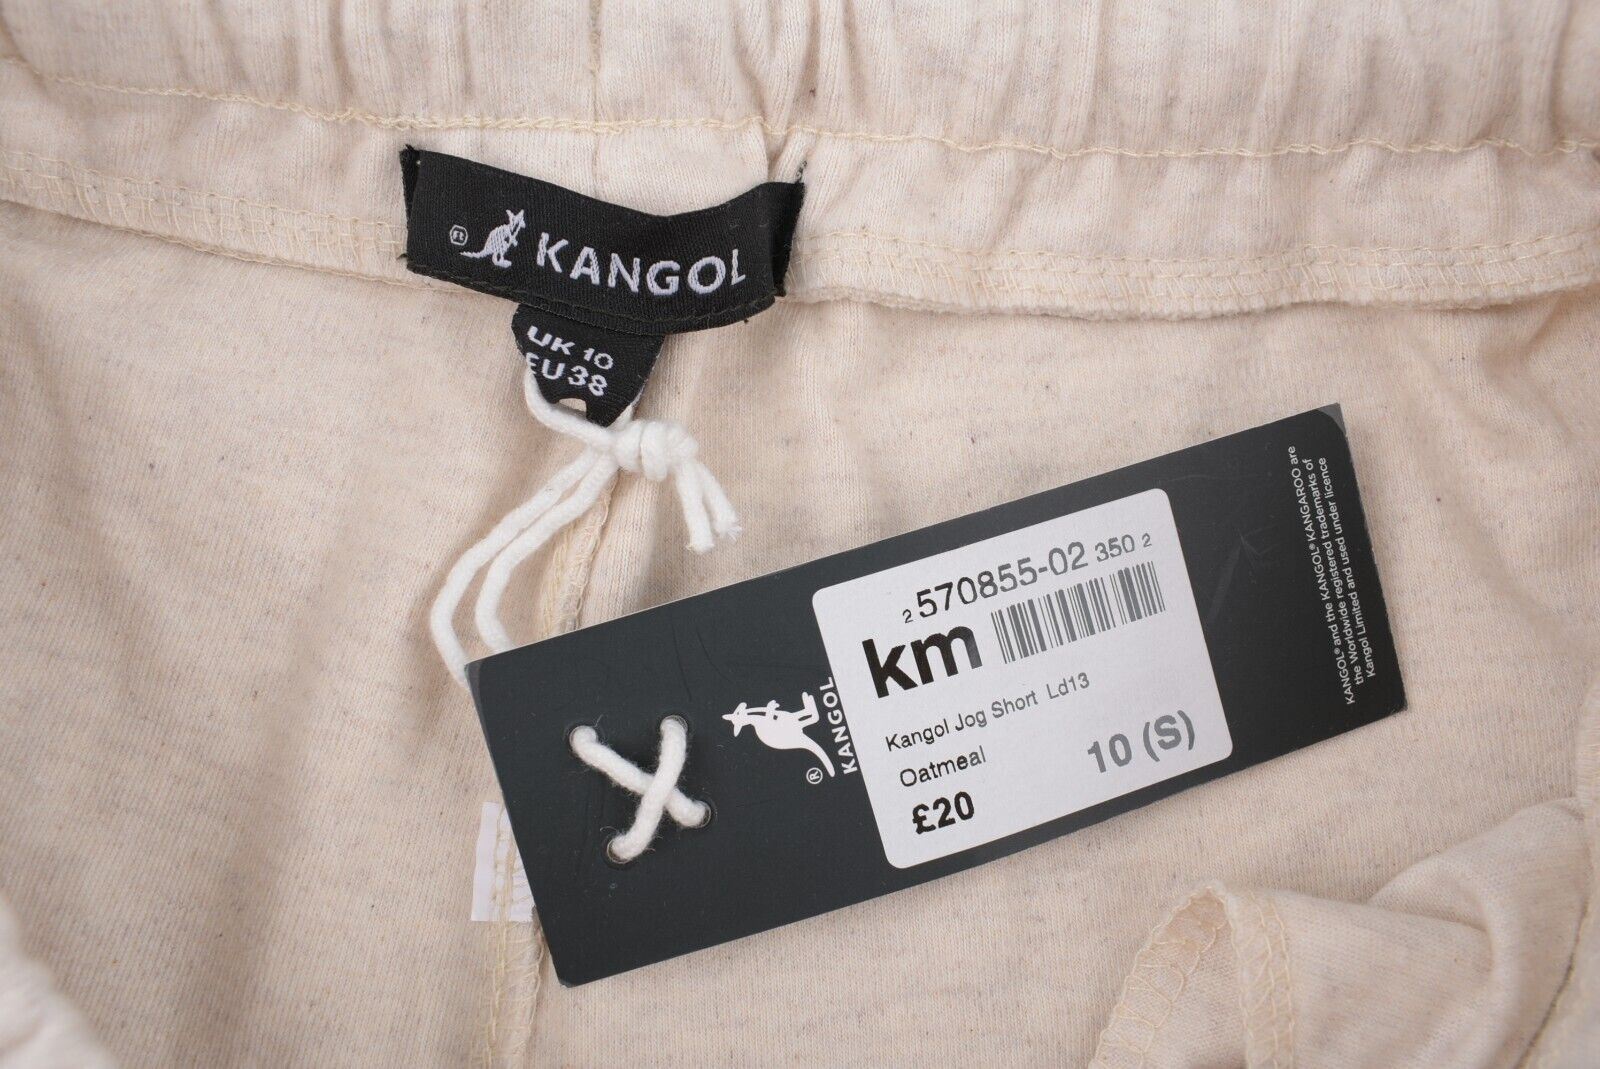 Ft KANGOL
UK 10
EU 38
® KANGOL
2 570855-02 350 2
km
Kangol Jog Short Ld13
Oatmeal
10 (S)
£20
KANGOL® and the KANGOL® KANGAROO are
the Worldwide registered trademarks of
Kangol Limited and used under licence